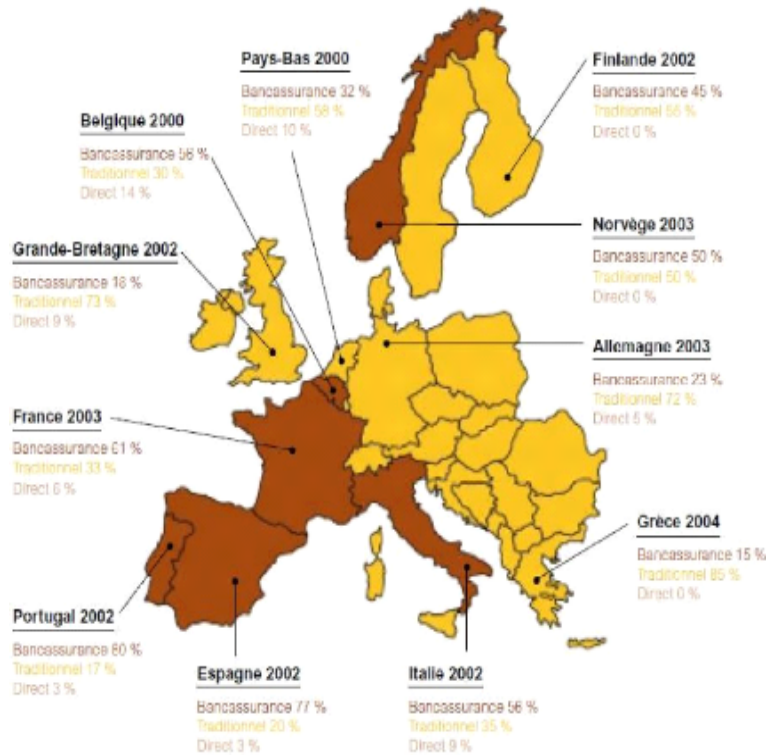 Pays-Bas 2000
Bancassurance 32 %
Traditionnel 58 %
Direct 10 %
Finlande 2002
Bancassurance 45 %
Traditionnel 55 %
Direct 0 %
Belgique 2000
Bancassurance 56 %
Traditionnel 30 %
Direct 14 %
Norvège 2003
Bancassurance 50 %
Traditionnel 50 %
Direct 0 %
Grande-Bretagne 2002
Bancassurance 18 %
Traditionnel 73 %
Direct 9 %
Allemagne 2003
Bancassurance 23 %
Traditionnel 72 %
Direct 5 %
France 2003
Bancassurance 61 %
Traditionnel 33 %
Direct 6 %
Grèce 2004
Bancassurance 15 %
Traditionnel 85 %
Direct 0 %
Portugal 2002
Bancassurance 80 %
Traditionnel 17 %
Direct 3 %
Espagne 2002
Bancassurance 77 %
Traditionnel 20 %
Direct 3 %
Italie 2002
Bancassurance 56 %
Traditionnel 35 %
Direct 9 %